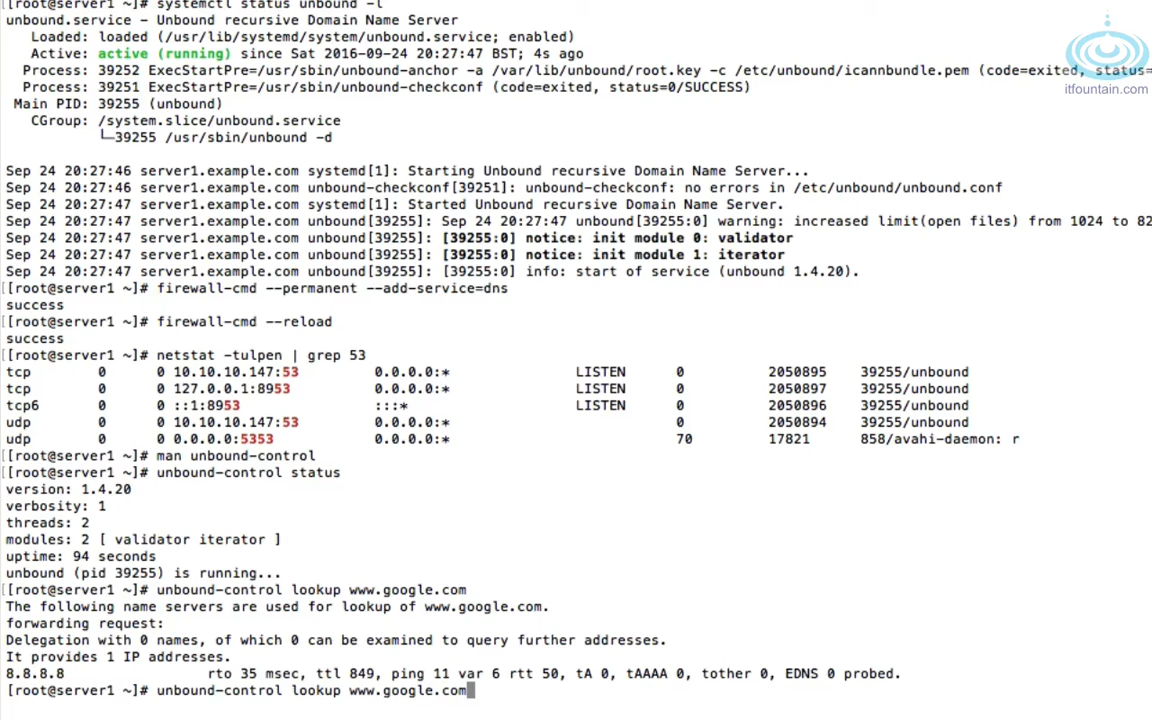 [[root@server1 ~]# systemctl status unbound -l
unbound.service - Unbound recursive Domain Name Server
Loaded: loaded (/usr/lib/systemd/system/unbound.service; enabled)
Active: active (running) since Sat 2016-09-24 20:27:47 BST; 4s ago
Process: 39252 ExecStartPre=/usr/sbin/unbound-anchor -a /var/lib/unbound/root.key -c /etc/unbound/icannbundle.pem (code=exited, status=
Process: 39251 ExecStartPre=/usr/sbin/unbound-checkconf (code=exited, status=0/SUCCESS)
Main PID: 39255 (unbound)
CGroup: /system.slice/unbound.service
└─39255 /usr/sbin/unbound -d
Sep 24 20:27:46 server1.example.com systemd[1]: Starting Unbound recursive Domain Name Server...
Sep 24 20:27:46 server1.example.com unbound-checkconf[39251]: unbound-checkconf: no errors in /etc/unbound/unbound.conf
Sep 24 20:27:47 server1.example.com systemd[1]: Started Unbound recursive Domain Name Server.
Sep 24 20:27:47 server1.example.com unbound[39255]: Sep 24 20:27:47 unbound[39255:0] warning: increased limit(open files) from 1024 to 82
Sep 24 20:27:47 server1.example.com unbound[39255]: [39255:0] notice: init module 0: validator
Sep 24 20:27:47 server1.example.com unbound[39255]: [39255:0] notice: init module 1: iterator
Sep 24 20:27:47 server1.example.com unbound[39255]: [39255:0] info: start of service (unbound 1.4.20).
[[root@server1 ~]# firewall-cmd --permanent --add-service=dns
success
[[root@server1 ~]# firewall-cmd --reload
success
[[root@server1 ~]# netstat -tulpen | grep 53
tcp 0 0 10.10.10.147:53 0.0.0.0:* LISTEN 0 2050895 39255/unbound
tcp 0 0 127.0.0.1:8953 0.0.0.0:* LISTEN 0 2050897 39255/unbound
tcp6 0 0 ::1:8953 :::* LISTEN 0 2050896 39255/unbound
udp 0 0 10.10.10.147:53 0.0.0.0:* 0 2050894 39255/unbound
udp 0 0 0.0.0.0:5353 0.0.0.0:* 70 17821 858/avahi-daemon: r
[[root@server1 ~]# man unbound-control
[[root@server1 ~]# unbound-control status
version: 1.4.20
verbosity: 1
threads: 2
modules: 2 [ validator iterator ]
uptime: 94 seconds
unbound (pid 39255) is running...
[[root@server1 ~]# unbound-control lookup www.google.com
The following name servers are used for lookup of www.google.com.
forwarding request:
Delegation with 0 names, of which 0 can be examined to query further addresses.
It provides 1 IP addresses.
8.8.8.8 rto 35 msec, ttl 849, ping 11 var 6 rtt 50, tA 0, tAAAA 0, tother 0, EDNS 0 probed.
[root@server1 ~]# unbound-control lookup www.google.com
itfountain.com